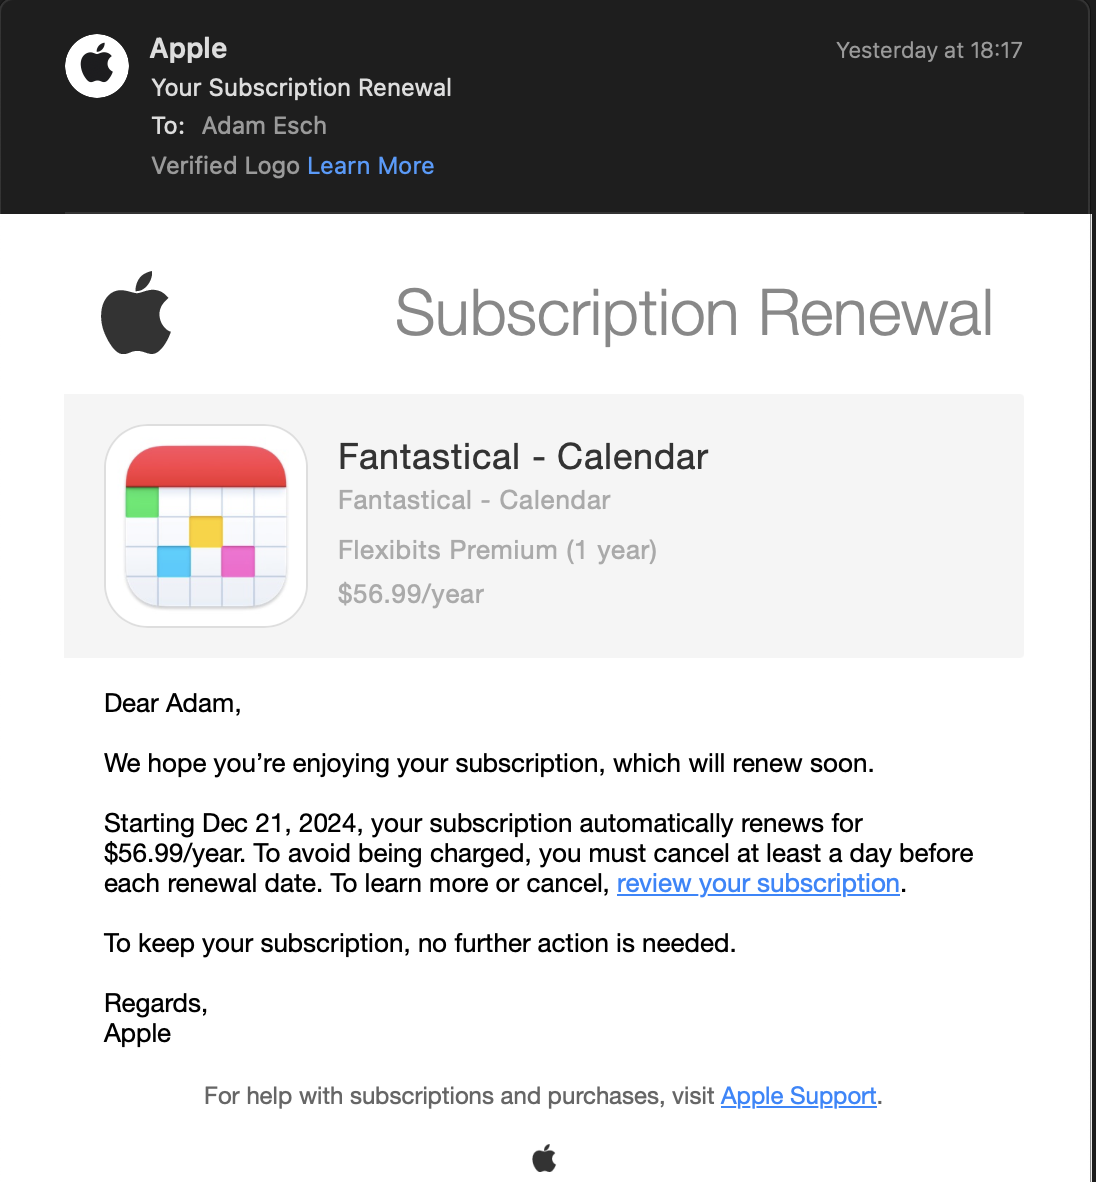 Apple
Yesterday at 18:17
Your Subscription Renewal
To: Adam Esch
Verified Logo Learn More
Subscription Renewal
Fantastical - Calendar
Fantastical - Calendar
Flexibits Premium (1 year)
$56.99/year
Dear Adam,
We hope you’re enjoying your subscription, which will renew soon.
Starting Dec 21, 2024, your subscription automatically renews for
$56.99/year. To avoid being charged, you must cancel at least a day before
each renewal date. To learn more or cancel, review your subscription.
To keep your subscription, no further action is needed.
Regards,
Apple
For help with subscriptions and purchases, visit Apple Support.